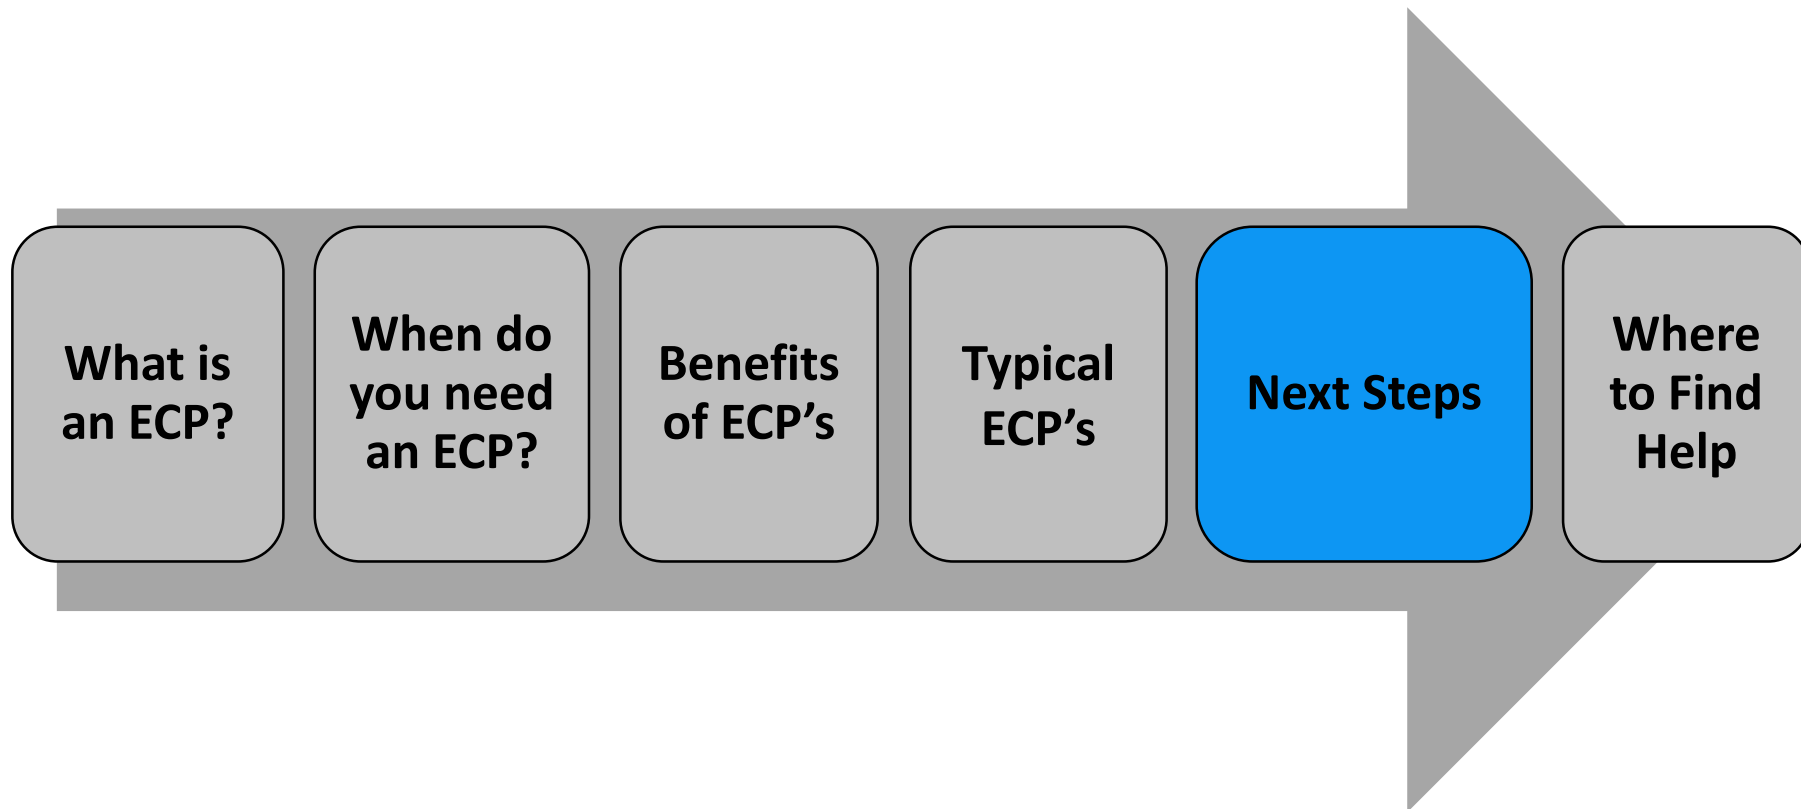 What is
an ECP?
When do
you need
an ECP?
Benefits
of ECP’s
Typical
ECP’s
Next Steps
Where
to Find
Help